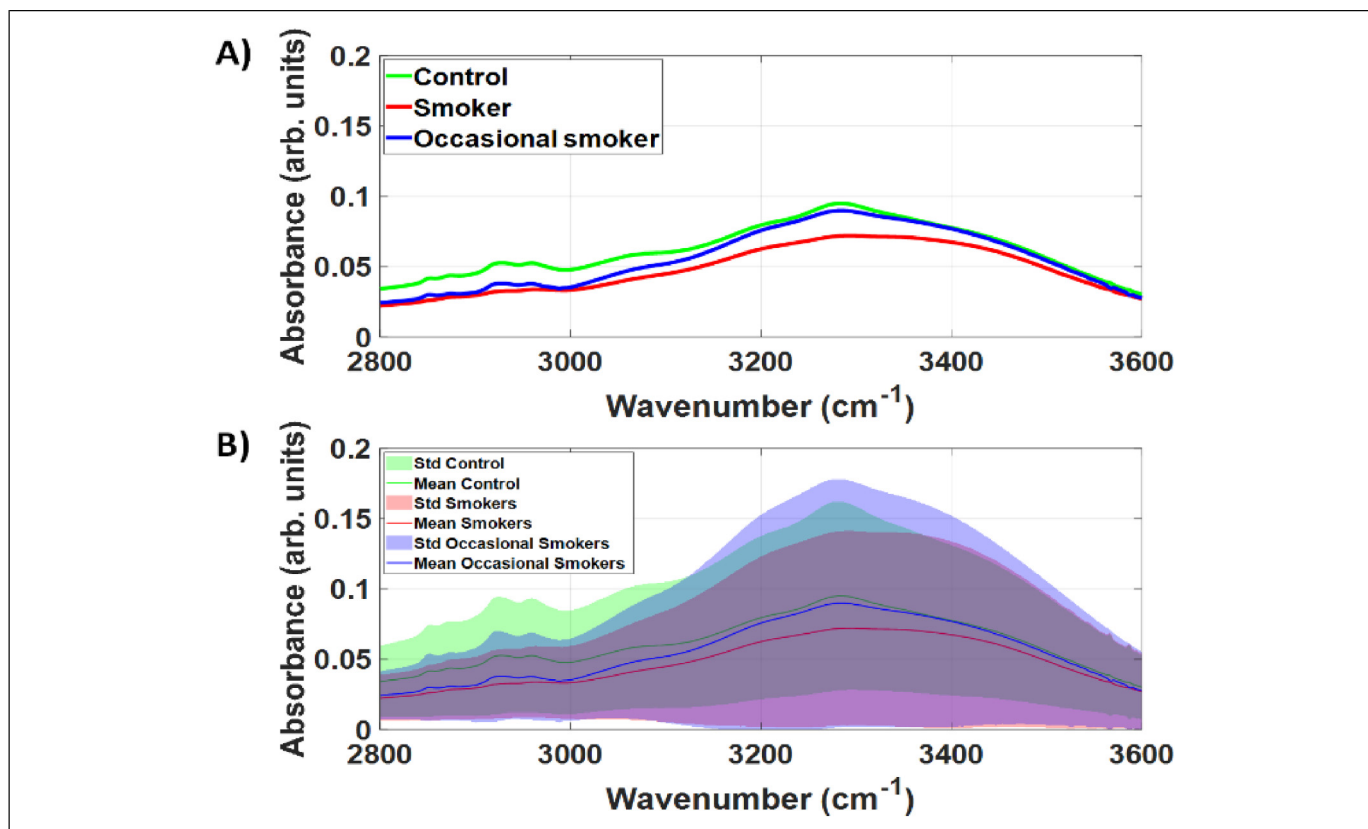 A)
Absorbance (arb. units)
0.2
0.15
0.1
0.05
0
Control
Smoker
Occasional smoker
2800 3000 3200 3400 3600
Wavenumber (cm-1)
B)
Absorbance (arb. units)
0.2
0.15
0.1
0.05
0
Std Control
Mean Control
Std Smokers
Mean Smokers
Std Occasional Smokers
Mean Occasional Smokers
2800 3000 3200 3400 3600
Wavenumber (cm-1)